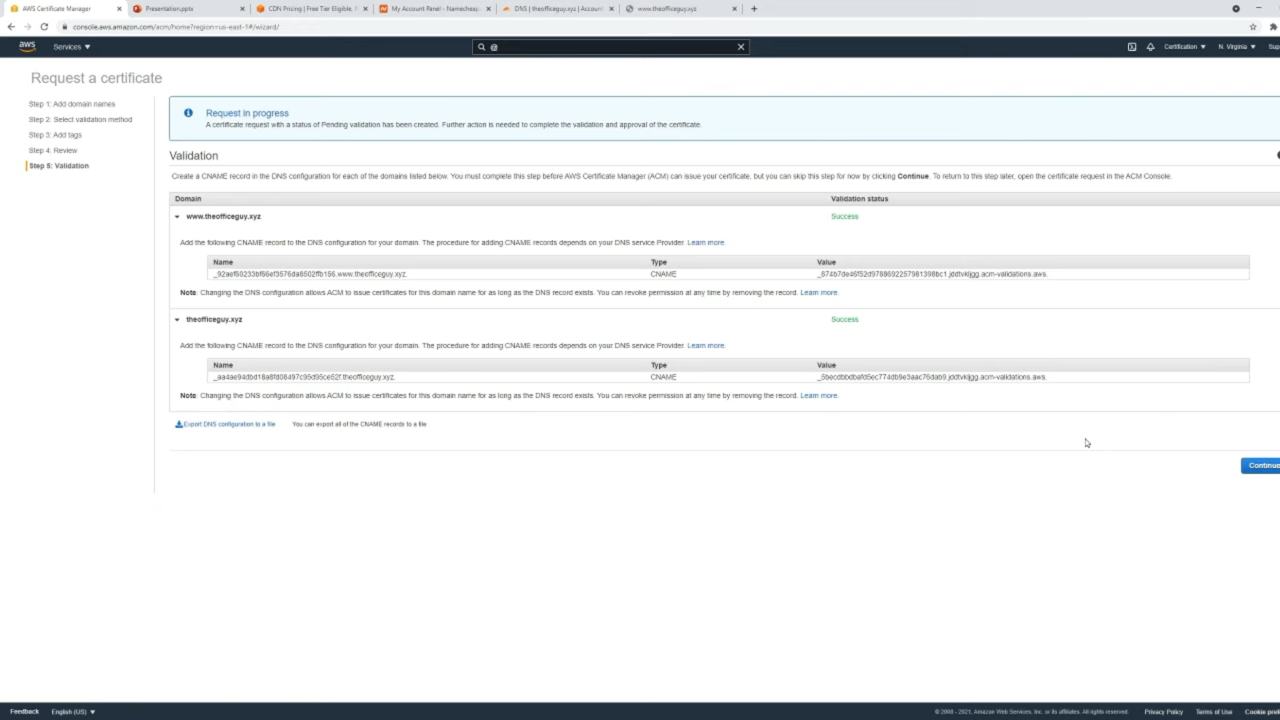 AWS Certificate Manager
Presentation.pptx
CDN Pricing | Free Tier Eligible,
My Account Panel - Namecheap
DNS | theofficeguy.xyz | Account
www.theofficeguy.xyz
console.aws.amazon.com/acm/home?region=us-east-1#/wizard/
aws
Services
@
Certification
N. Virginia
Sup
Request a certificate
Step 1: Add domain names
Step 2: Select validation method
Step 3: Add tags
Step 4: Review
Step 5: Validation
Request in progress
A certificate request with a status of Pending validation has been created. Further action is needed to complete the validation and approval of the certificate.
Validation
Create a CNAME record in the DNS configuration for each of the domains listed below. You must complete this step before AWS Certificate Manager (ACM) can issue your certificate, but you can skip this step for now by clicking Continue. To return to this step later, open the certificate request in the ACM Console.
Domain Validation status
www.theofficeguy.xyz Success
Add the following CNAME record to the DNS configuration for your domain. The procedure for adding CNAME records depends on your DNS service Provider. Learn more.
Name Type Value
CNAME
Note: Changing the DNS configuration allows ACM to issue certificates for this domain name for as long as the DNS record exists. You can revoke permission at any time by removing the record. Learn more.
theofficeguy.xyz Success
Add the following CNAME record to the DNS configuration for your domain. The procedure for adding CNAME records depends on your DNS service Provider. Learn more.
Name Type Value
CNAME
Note: Changing the DNS configuration allows ACM to issue certificates for this domain name for as long as the DNS record exists. You can revoke permission at any time by removing the record. Learn more.
Export DNS configuration to a file You can export all of the CNAME records to a file
Continue
Feedback English (US)
© 2008 - 2021, Amazon Web Services, Inc. or its affiliates. All rights reserved. Privacy Policy Terms of Use Cookie pref